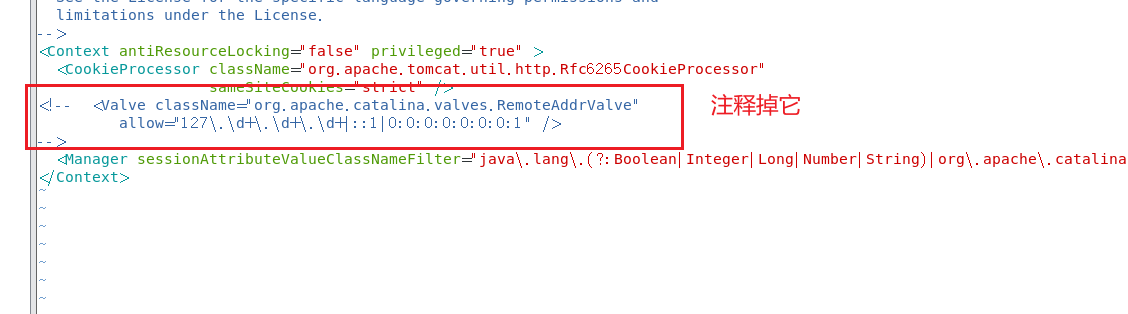 See the License for the specific language governing permissions and
limitations under the License.
-->
<Context antiResourceLocking="false" privileged="true" >
<CookieProcessor className="org.apache.tomcat.util.http.Rfc6265CookieProcessor"
sameSiteCookies="strict" />
<!-- <Valve className="org.apache.catalina.valves.RemoteAddrValve"
allow="127\.\d+\.\d+\.\d+|::1|0:0:0:0:0:0:0:1" />
注释掉它
-->
<Manager sessionAttributeValueClassNameFilter="java\.lang\.(?:Boolean|Integer|Long|Number|String)|org\.apache\.catalina
</Context>
~
~
~
~
~
~
~